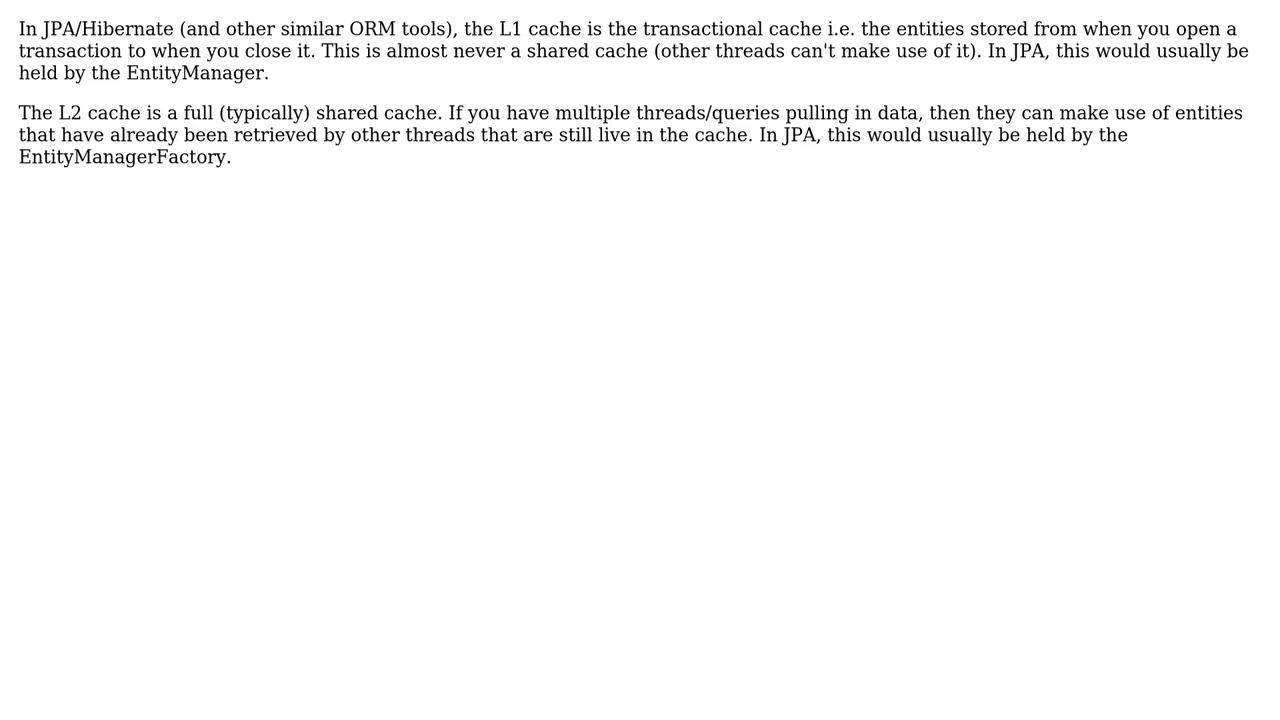 In JPA/Hibernate (and other similar ORM tools), the L1 cache is the transactional cache i.e. the entities stored from when you open a
transaction to when you close it. This is almost never a shared cache (other threads can't make use of it). In JPA, this would usually be
held by the EntityManager.
The L2 cache is a full (typically) shared cache. If you have multiple threads/queries pulling in data, then they can make use of entities
that have already been retrieved by other threads that are still live in the cache. In JPA, this would usually be held by the
EntityManagerFactory.